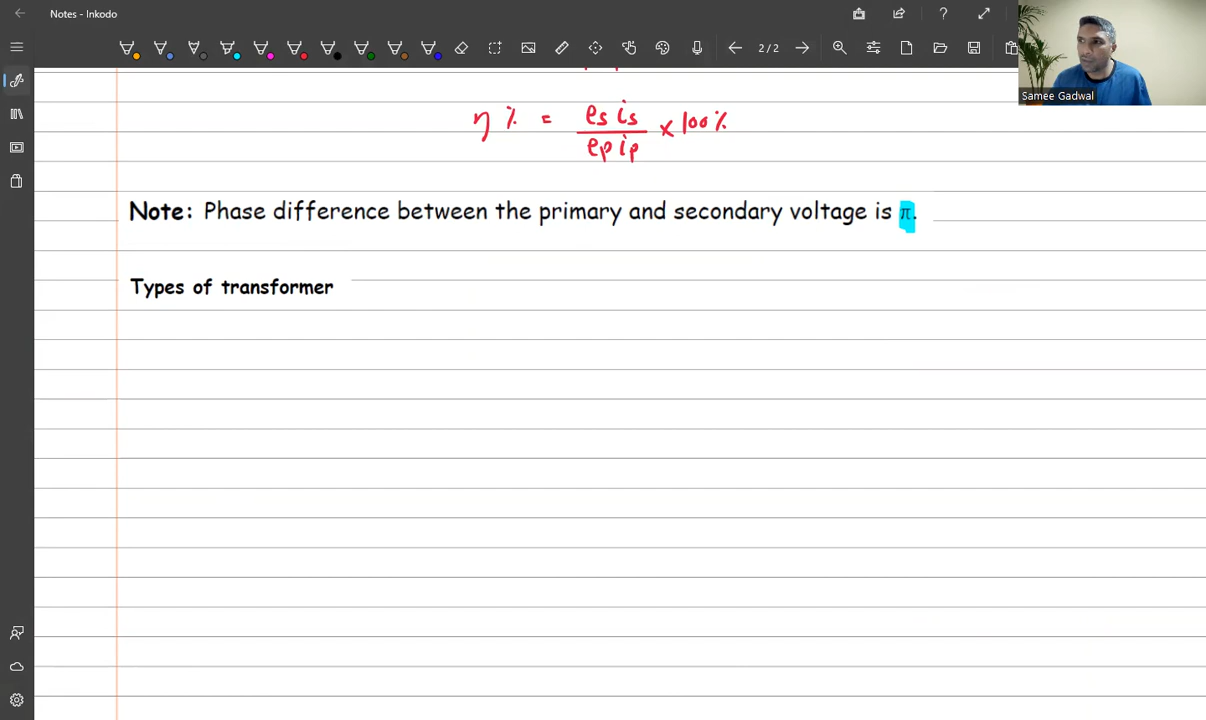 Notes - Inkodo
2 / 2
Samee Gadwal
η % = es is / ep ip × 100%
Note: Phase difference between the primary and secondary voltage is π.
Types of transformer